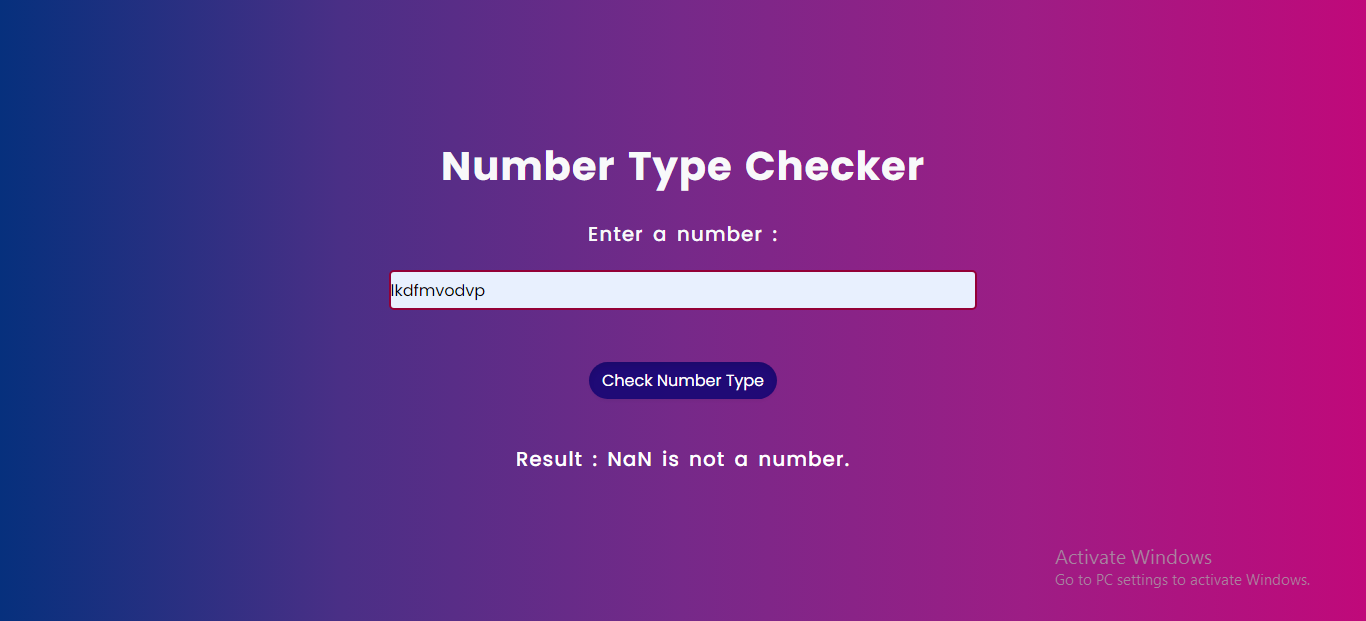 Number Type Checker
Enter a number :
lkdfmvodvp
Check Number Type
Result : NaN is not a number.
Activate Windows
Go to PC settings to activate Windows.